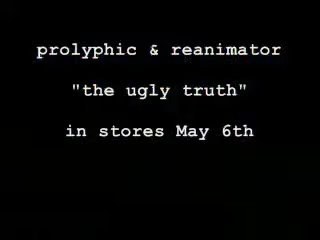 prolyphic & reanimator
"the ugly truth"
in stores May 6th